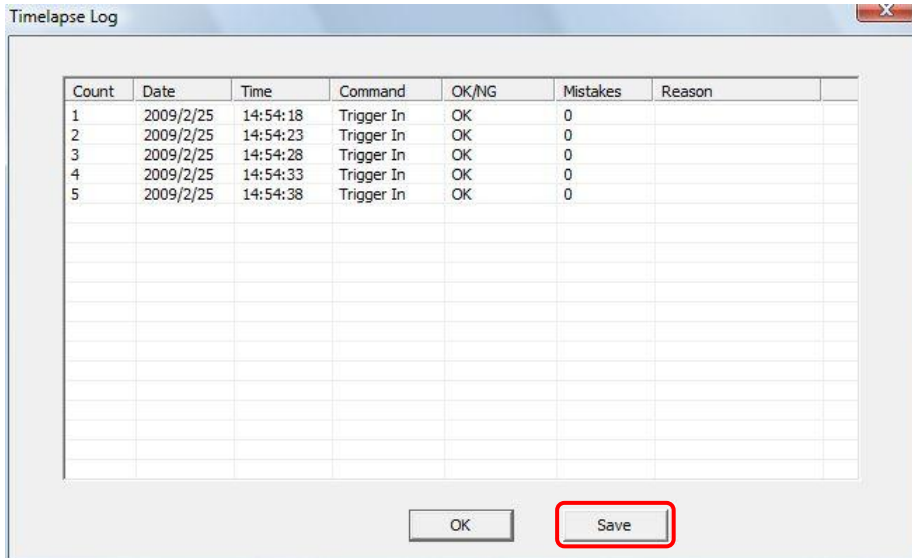 Timelapse Log
Count Date Time Command OK/NG Mistakes Reason
1 2009/2/25 14:54:18 Trigger In OK 0
2 2009/2/25 14:54:23 Trigger In OK 0
3 2009/2/25 14:54:28 Trigger In OK 0
4 2009/2/25 14:54:33 Trigger In OK 0
5 2009/2/25 14:54:38 Trigger In OK 0
OK Save